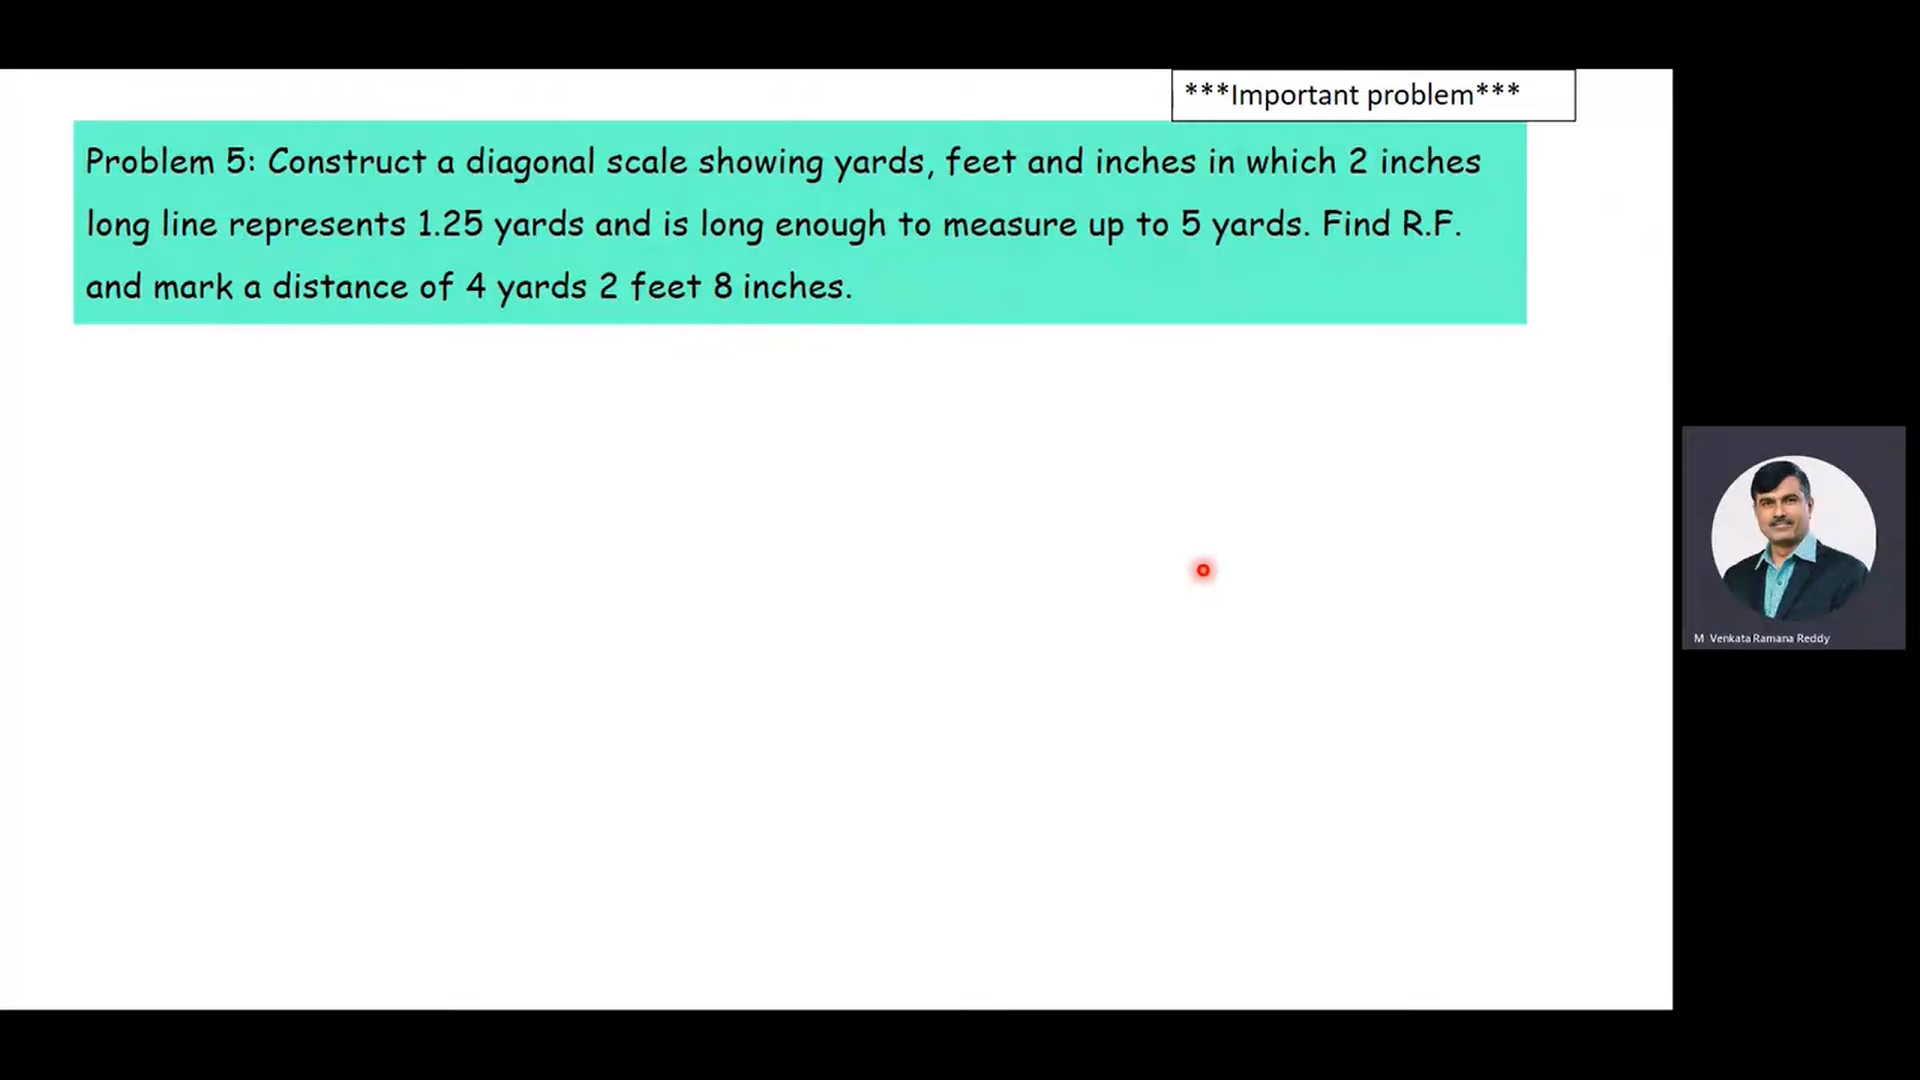 ***Important problem***
Problem 5: Construct a diagonal scale showing yards, feet and inches in which 2 inches
long line represents 1.25 yards and is long enough to measure up to 5 yards. Find R.F.
and mark a distance of 4 yards 2 feet 8 inches.
M Venkata Ramana Reddy